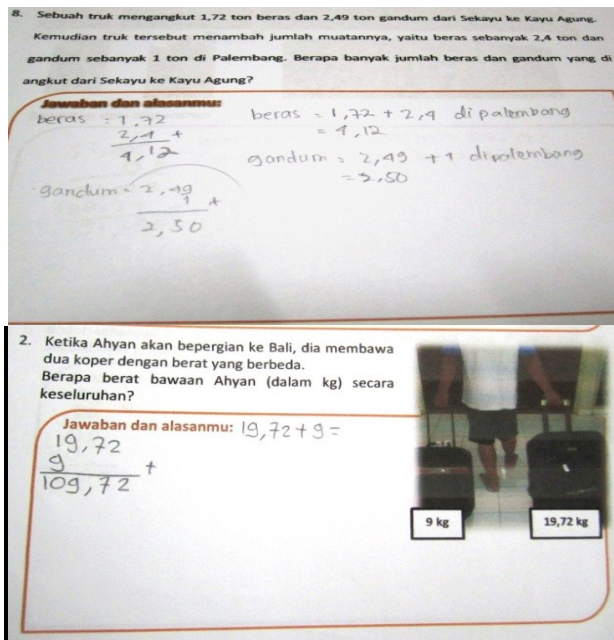 8. Sebuah truk mengangkut 1,72 ton beras dan 2,49 ton gandum dari Sekayu ke Kayu Agung.
Kemudian truk tersebut menambah jumlah muatannya, yaitu beras sebanyak 2,4 ton dan
gandum sebanyak 1 ton di Palembang. Berapa banyak jumlah beras dan gandum yang di
angkut dari Sekayu ke Kayu Agung?
Jawaban dan alasanmu:
beras : 1,72
2,4 +
4,12
gandum = 2,49
1 +
2,50
beras = 1,72 + 2,4 di palembang
= 4,12
gandum = 2,49 + 1 dipalembang
= 2,50
2. Ketika Ahyan akan bepergian ke Bali, dia membawa
dua koper dengan berat yang berbeda.
Berapa berat bawaan Ahyan (dalam kg) secara
keseluruhan?
Jawaban dan alasanmu: 19,72 + 9 =
19,72
9 +
109,72
9 kg
19,72 kg